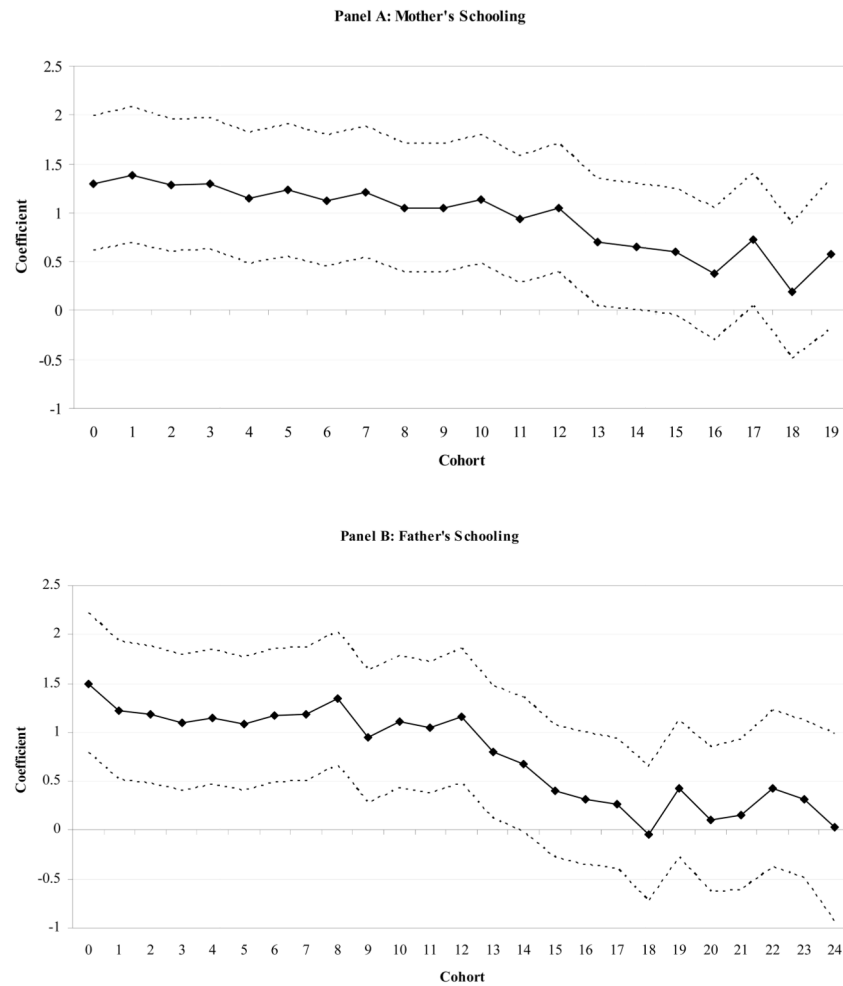 Panel A: Mother's Schooling
2.5
2
1.5
1
0.5
0
-0.5
-1
Coefficient
0 1 2 3 4 5 6 7 8 9 10 11 12 13 14 15 16 17 18 19
Cohort
Panel B: Father's Schooling
2.5
2
1.5
1
0.5
0
-0.5
-1
Coefficient
0 1 2 3 4 5 6 7 8 9 10 11 12 13 14 15 16 17 18 19 20 21 22 23 24
Cohort